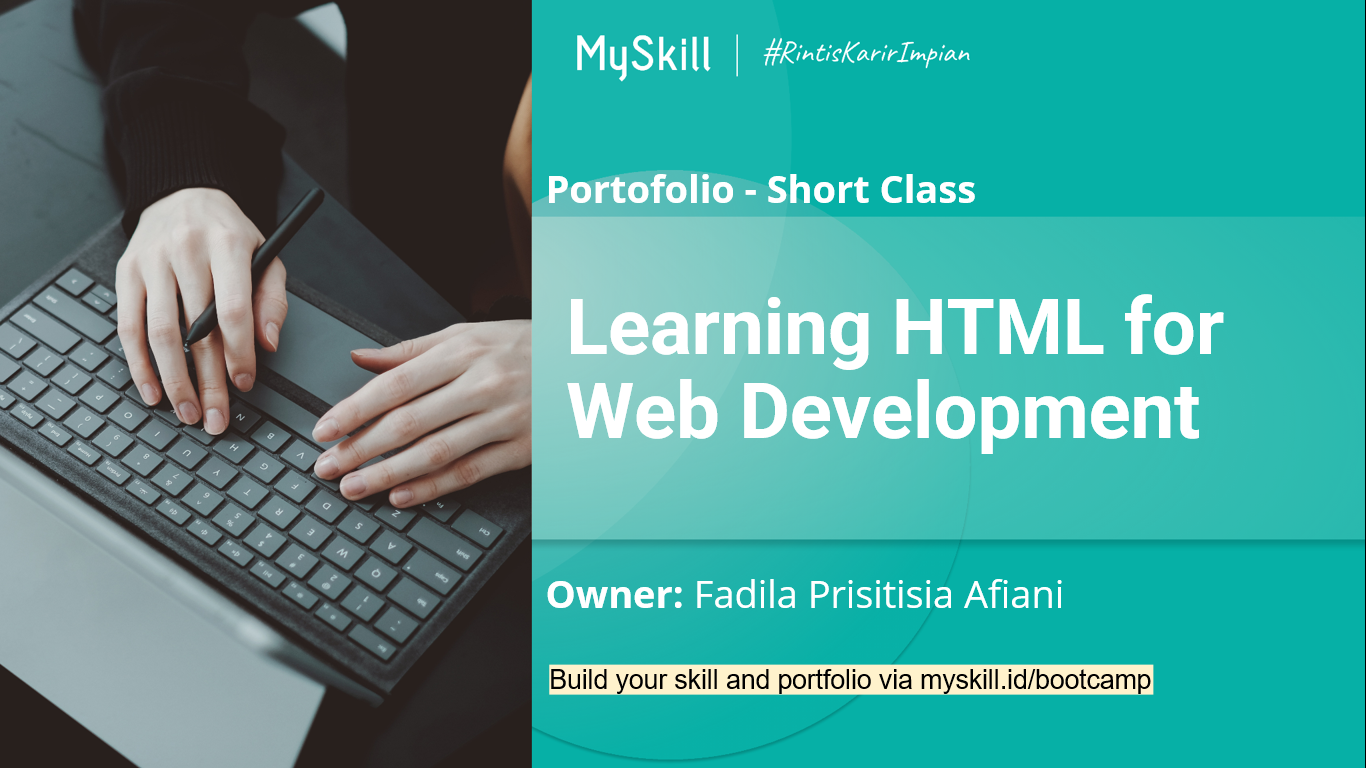 MySkill | #RintisKarirImpian
Portofolio - Short Class
Learning HTML for
Web Development
Owner: Fadila Prisitisia Afiani
Build your skill and portfolio via myskill.id/bootcamp